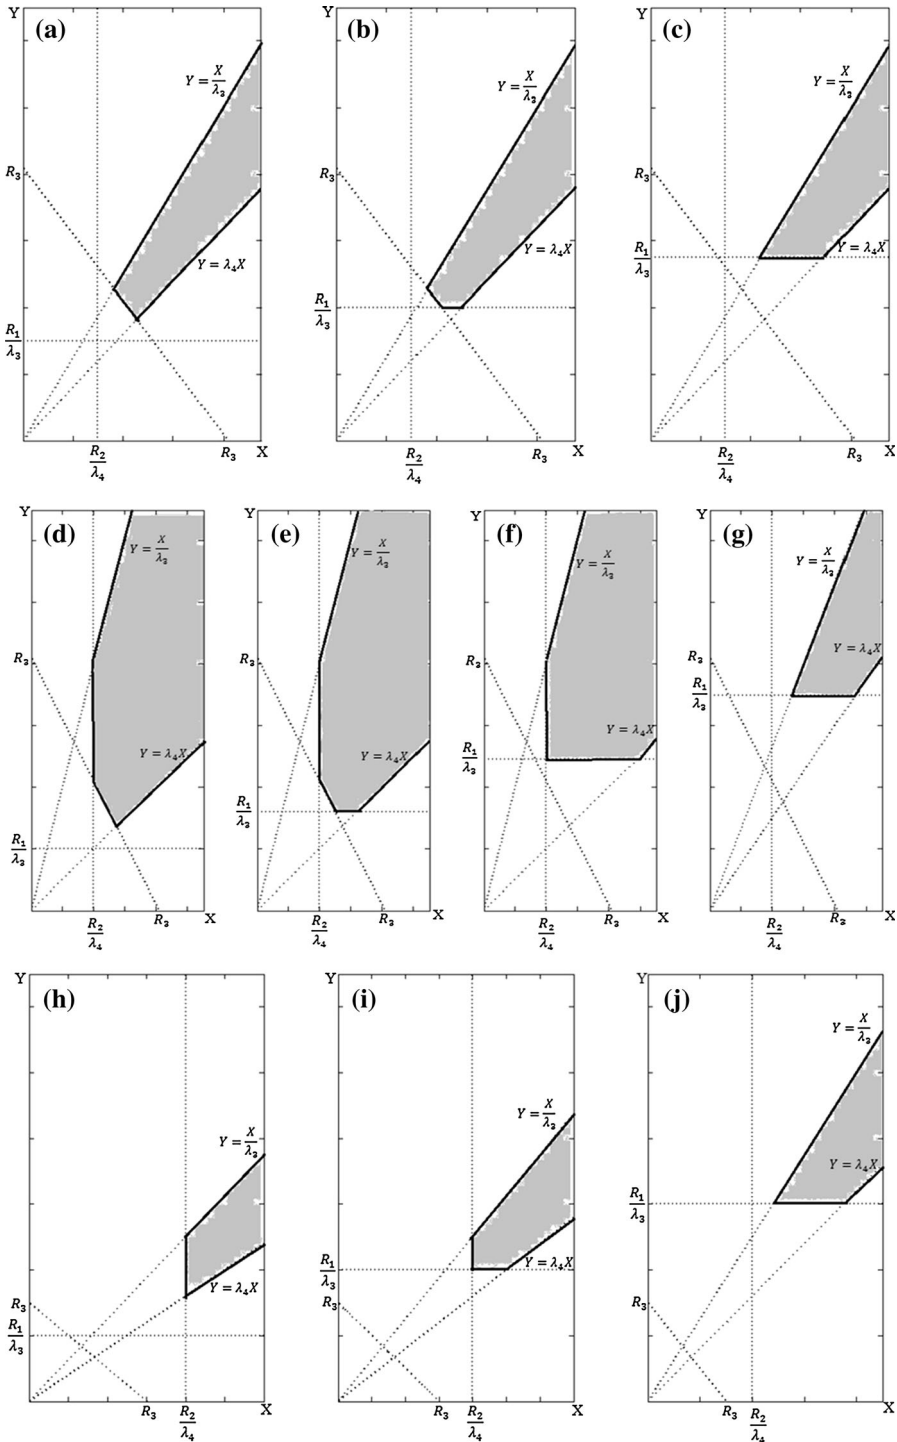 Y
(a)
Y = X/λ₃
R₃
Y = λ₄X
R₁/λ₃
R₂/λ₄
R₃
X
Y
(b)
Y = X/λ₃
R₃
Y = λ₄X
R₁/λ₃
R₂/λ₄
R₃
X
Y
(c)
Y = X/λ₃
R₃
Y = λ₄X
R₁/λ₃
R₂/λ₄
R₃
X
Y
(d)
Y = X/λ₃
R₃
Y = λ₄X
R₁/λ₃
R₂/λ₄
R₃
X
Y
(e)
Y = X/λ₃
R₃
Y = λ₄X
R₁/λ₃
R₂/λ₄
R₃
X
Y
(f)
Y = X/λ₃
R₃
Y = λ₄X
R₁/λ₃
R₂/λ₄
R₃
X
Y
(g)
Y = X/λ₃
R₃
Y = λ₄X
R₁/λ₃
R₂/λ₄
R₃
X
Y
(h)
Y = X/λ₃
Y = λ₄X
R₃
R₁/λ₃
R₃
R₂/λ₄
X
Y
(i)
Y = X/λ₃
Y = λ₄X
R₁/λ₃
R₃
R₃
R₂/λ₄
X
Y
(j)
Y = X/λ₃
Y = λ₄X
R₁/λ₃
R₃
R₃
R₂/λ₄
X